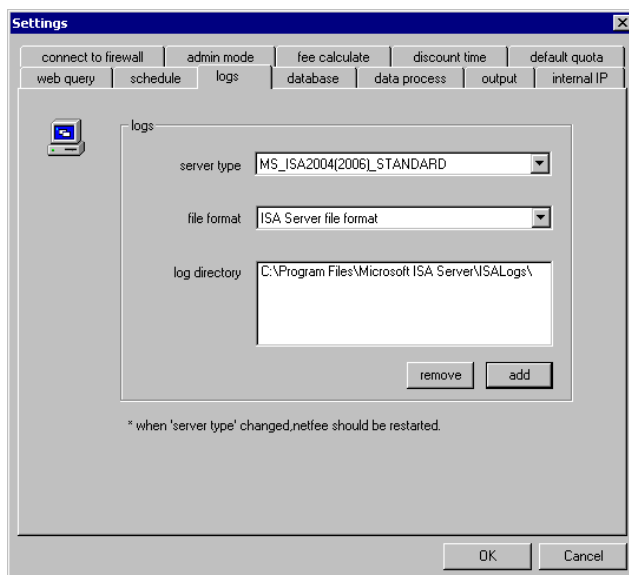 Settings
connect to firewall admin mode fee calculate discount time default quota
web query schedule logs database data process output internal IP
logs
server type MS_ISA2004(2006)_STANDARD
file format ISA Server file format
log directory C:\Program Files\Microsoft ISA Server\ISALogs\
remove add
* when 'server type' changed,netfee should be restarted.
OK Cancel